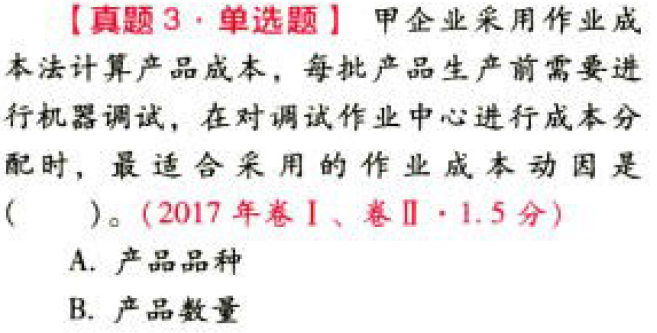 【真题3·单选题】 甲企业采用作业成
本法计算产品成本，每批产品生产前需要进
行机器调试，在对调试作业中心进行成本分
配时，最适合采用的作业成本动因是
(　　)。(2017年卷Ⅰ、卷Ⅱ·1.5分)
A. 产品品种
B. 产品数量